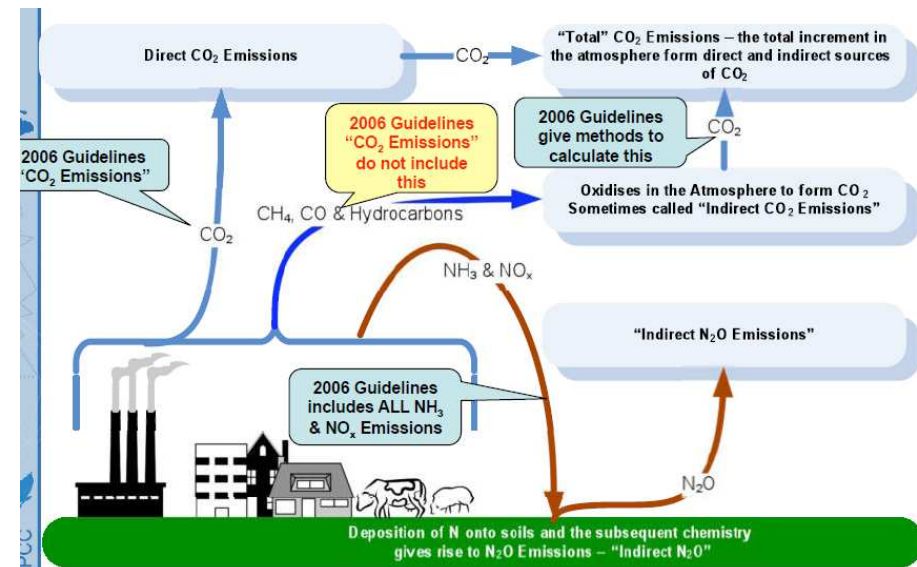 Direct CO₂ Emissions
CO₂
“Total” CO₂ Emissions – the total increment in
the atmosphere form direct and indirect sources
of CO₂
2006 Guidelines
“CO₂ Emissions”
do not include
this
2006 Guidelines
give methods to
calculate this
CO₂
2006 Guidelines
‘CO₂ Emissions”
Oxidises in the Atmosphere to form CO₂
Sometimes called “Indirect CO₂ Emissions”
CH₄, CO & Hydrocarbons
CO₂
NH₃ & NOₓ
“Indirect N₂O Emissions”
2006 Guidelines
includes ALL NH₃
& NOₓ Emissions
N₂O
Deposition of N onto soils and the subsequent chemistry
gives rise to N2O Emissions – “Indirect N₂O”
PCC
PCC